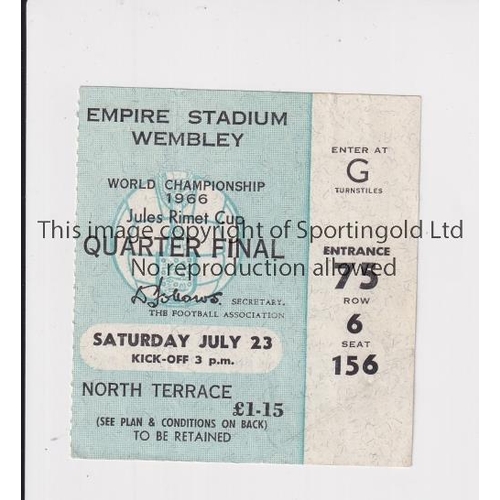 EMPIRE STADIUM
WEMBLEY
WORLD CHAMPIONSHIP
1966
Jules Rimet Cup
QUARTER FINAL
SECRETARY.
THE FOOTBALL ASSOCIATION
SATURDAY JULY 23
KICK-OFF 3 p.m.
NORTH TERRACE
£1-15
(SEE PLAN & CONDITIONS ON BACK)
TO BE RETAINED
ENTER AT
G
TURNSTILES
ENTRANCE
75
ROW
6
SEAT
156
This image copyright of Sportingold Ltd
No reproduction allowed